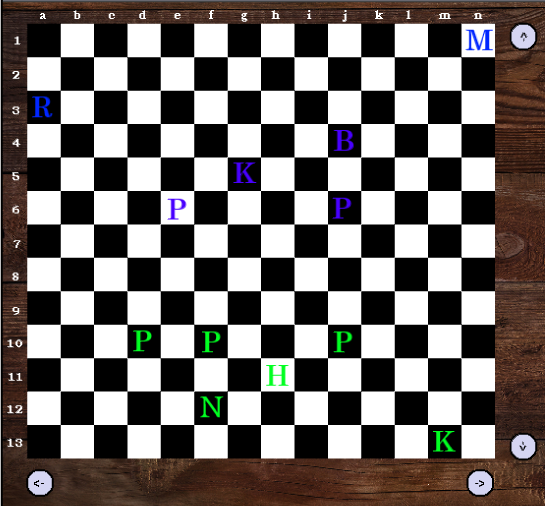 a b c d e f g h i j k l m n
1 M
2
3 R
4 B
5 K
6 P P
7
8
9
10 P P P
11 H
12 N
13 K
^
v
<- ->